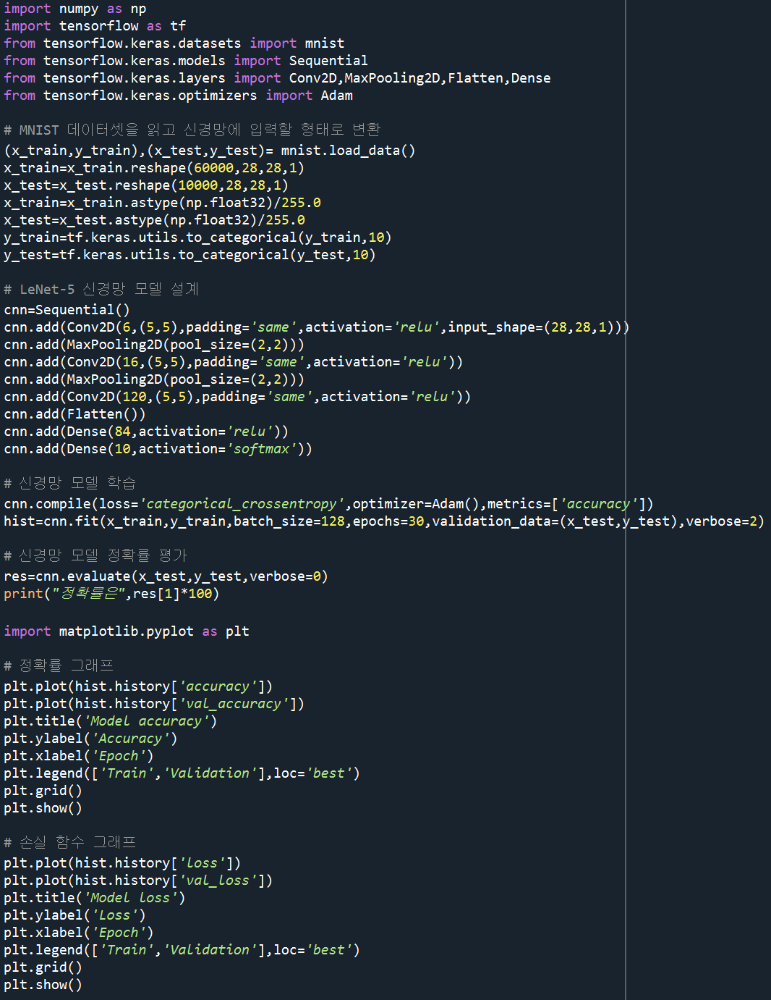 import numpy as np
import tensorflow as tf
from tensorflow.keras.datasets import mnist
from tensorflow.keras.models import Sequential
from tensorflow.keras.layers import Conv2D,MaxPooling2D,Flatten,Dense
from tensorflow.keras.optimizers import Adam
# MNIST 데이터셋을 읽고 신경망에 입력할 형태로 변환
(x_train,y_train),(x_test,y_test)= mnist.load_data()
x_train=x_train.reshape(60000,28,28,1)
x_test=x_test.reshape(10000,28,28,1)
x_train=x_train.astype(np.float32)/255.0
x_test=x_test.astype(np.float32)/255.0
y_train=tf.keras.utils.to_categorical(y_train,10)
y_test=tf.keras.utils.to_categorical(y_test,10)
# LeNet-5 신경망 모델 설계
cnn=Sequential()
cnn.add(Conv2D(6,(5,5),padding='same',activation='relu',input_shape=(28,28,1)))
cnn.add(MaxPooling2D(pool_size=(2,2)))
cnn.add(Conv2D(16,(5,5),padding='same',activation='relu'))
cnn.add(MaxPooling2D(pool_size=(2,2)))
cnn.add(Conv2D(120,(5,5),padding='same',activation='relu'))
cnn.add(Flatten())
cnn.add(Dense(84,activation='relu'))
cnn.add(Dense(10,activation='softmax'))
# 신경망 모델 학습
cnn.compile(loss='categorical_crossentropy',optimizer=Adam(),metrics=['accuracy'])
hist=cnn.fit(x_train,y_train,batch_size=128,epochs=30,validation_data=(x_test,y_test),verbose=2)
# 신경망 모델 정확률 평가
res=cnn.evaluate(x_test,y_test,verbose=0)
print("정확률은",res[1]*100)
import matplotlib.pyplot as plt
# 정확률 그래프
plt.plot(hist.history['accuracy'])
plt.plot(hist.history['val_accuracy'])
plt.title('Model accuracy')
plt.ylabel('Accuracy')
plt.xlabel('Epoch')
plt.legend(['Train','Validation'],loc='best')
plt.grid()
plt.show()
# 손실 함수 그래프
plt.plot(hist.history['loss'])
plt.plot(hist.history['val_loss'])
plt.title('Model loss')
plt.ylabel('Loss')
plt.xlabel('Epoch')
plt.legend(['Train','Validation'],loc='best')
plt.grid()
plt.show()